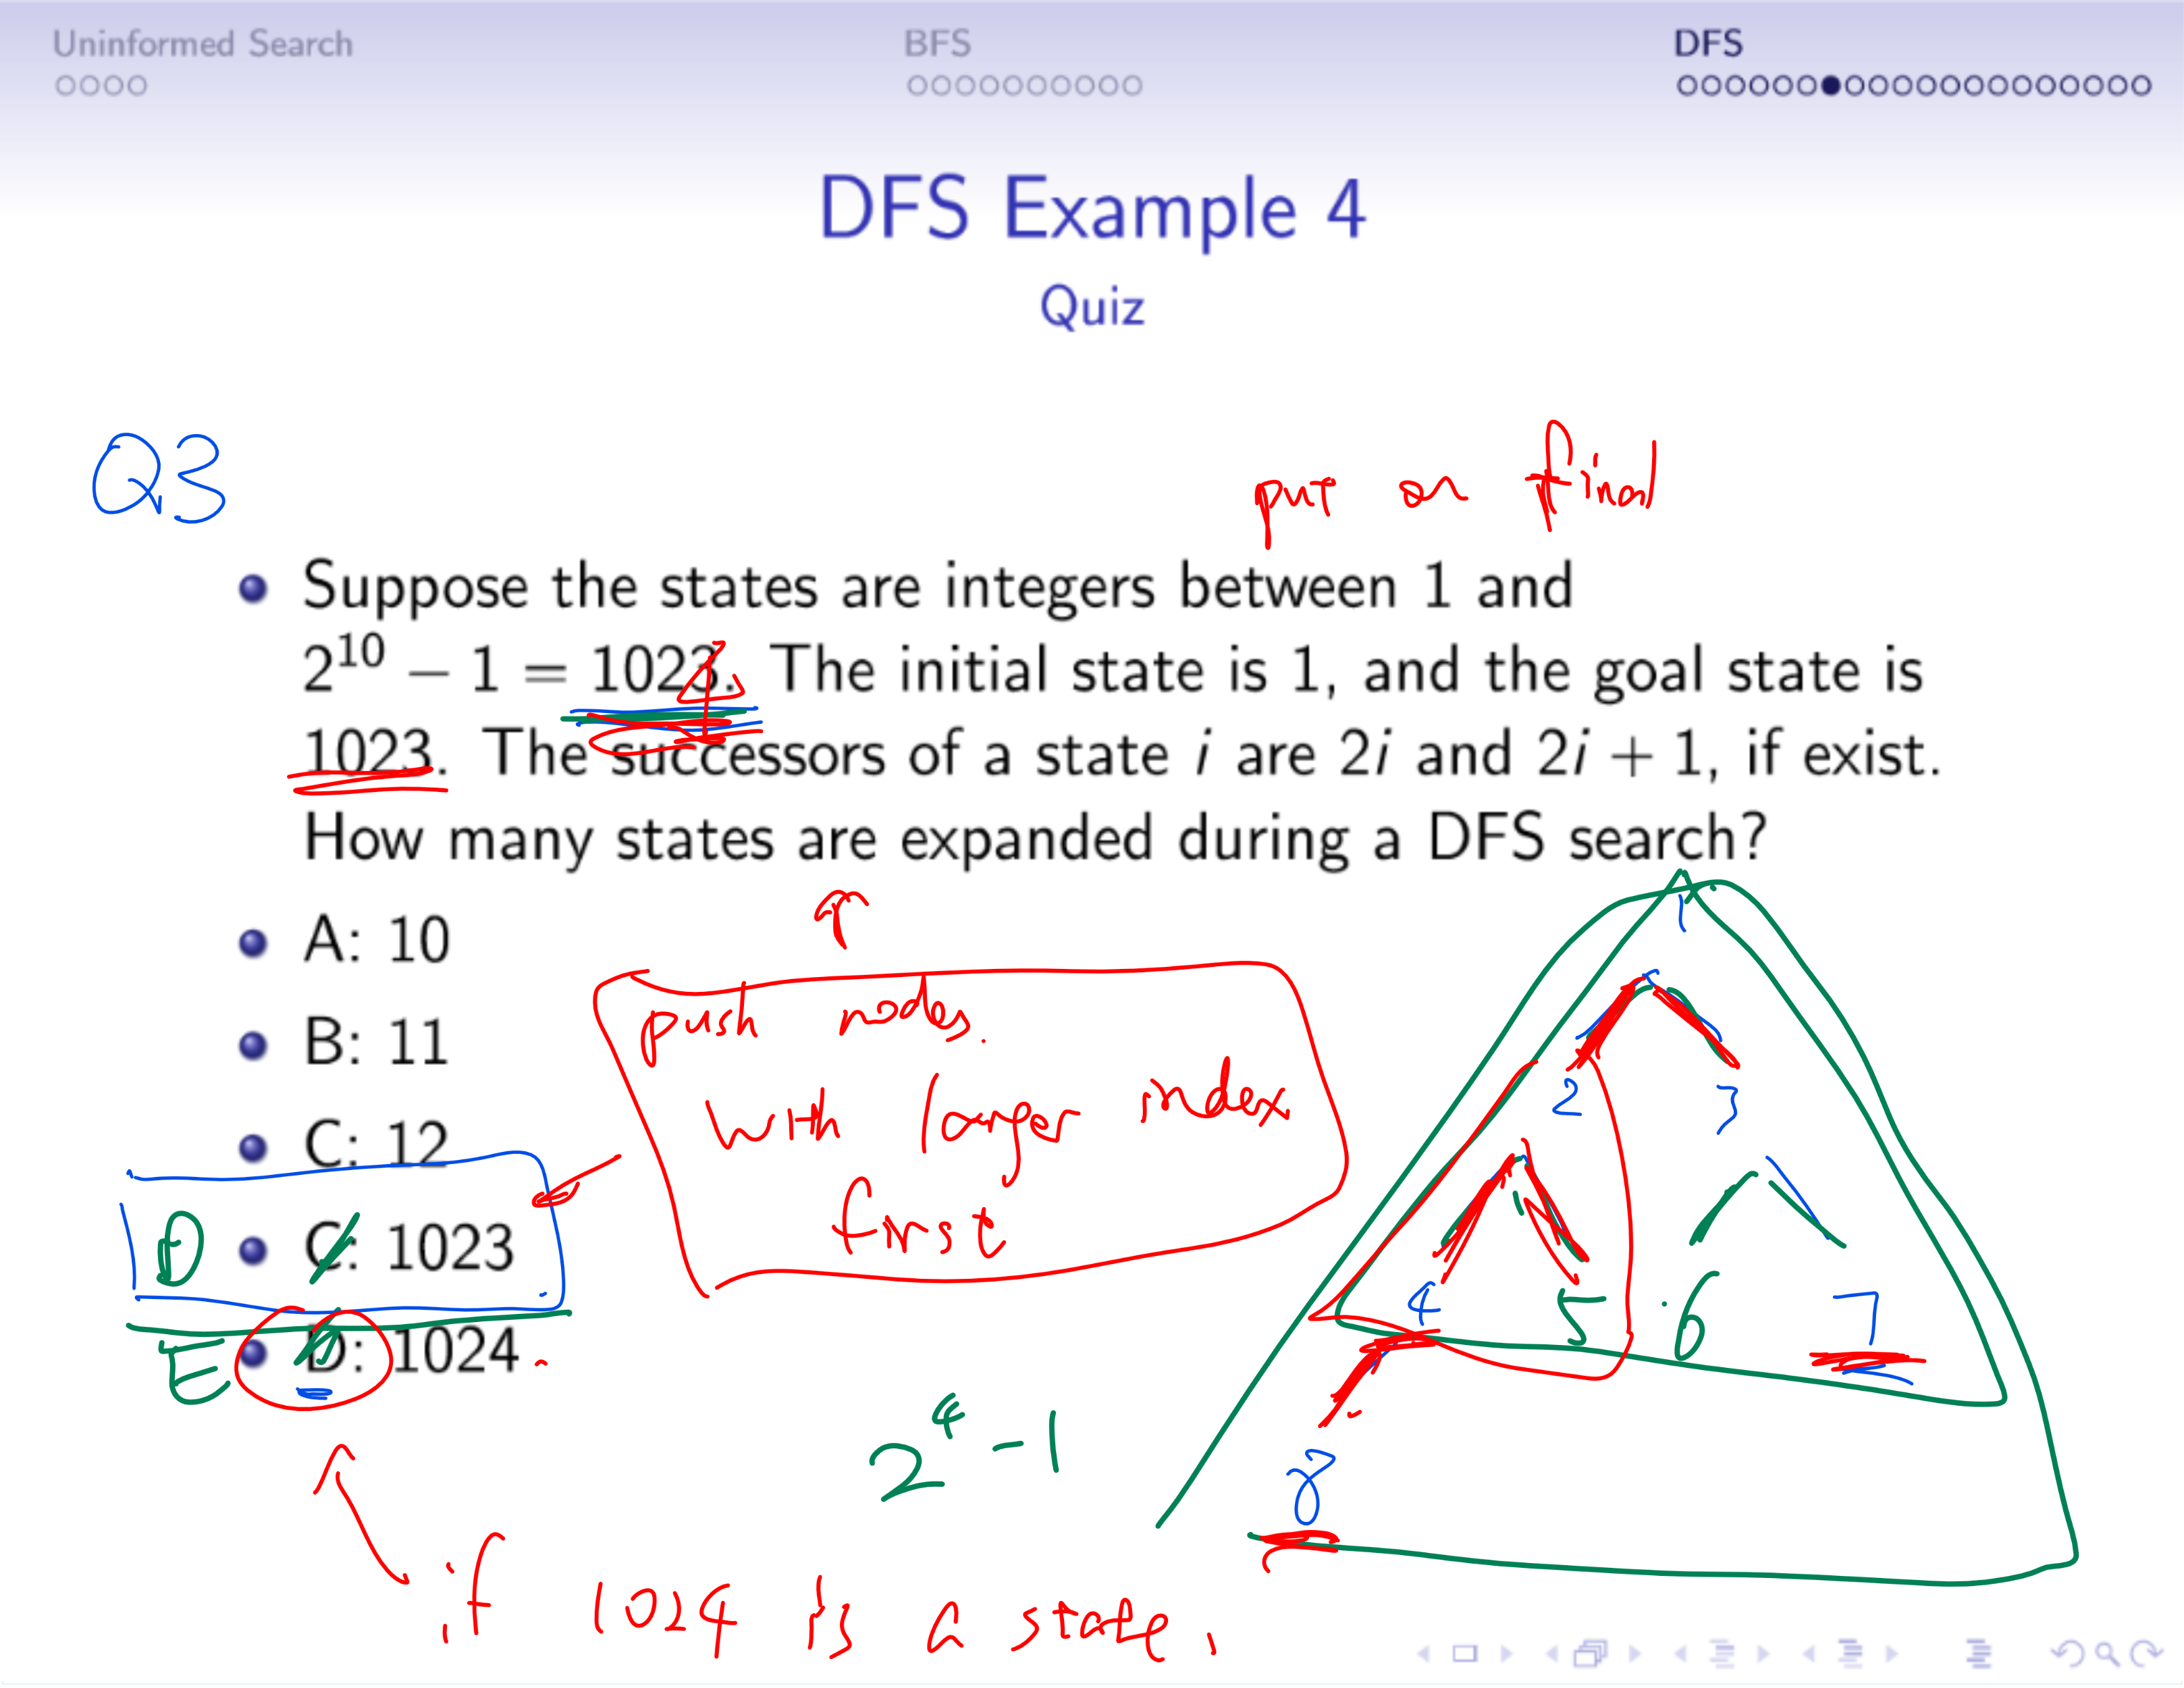 Uninformed Search
BFS
DFS
DFS Example 4
Quiz
Q3
put on final
Suppose the states are integers between 1 and
2^10 − 1 = 1023. The initial state is 1, and the goal state is
1023. The successors of a state i are 2i and 2i + 1, if exist.
How many states are expanded during a DFS search?
A: 10
B: 11
C: 12
D C: 1023
E D: 1024
push nodes.
with larger index
first
1
2 3
4 5 6 7
8
2^4 - 1
if 1024 is a state.